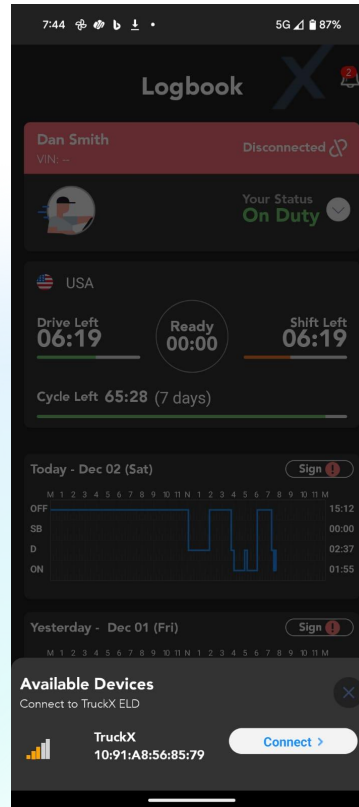 7:44
5G 87%
Logbook
2
Dan Smith
VIN: –
Disconnected
Your Status
On Duty
USA
Drive Left
06:19
Ready
00:00
Shift Left
06:19
Cycle Left 65:28 (7 days)
Today - Dec 02 (Sat)
Sign
M 1 2 3 4 5 6 7 8 9 10 11 N 1 2 3 4 5 6 7 8 9 10 11 M
OFF 15:12
SB 00:00
D 02:37
ON 01:55
Yesterday - Dec 01 (Fri)
Sign
M 1 2 3 4 5 6 7 8 9 10 11 N 1 2 3 4 5 6 7 8 9 10 11 M
Available Devices
Connect to TruckX ELD
TruckX
10:91:A8:56:85:79
Connect >